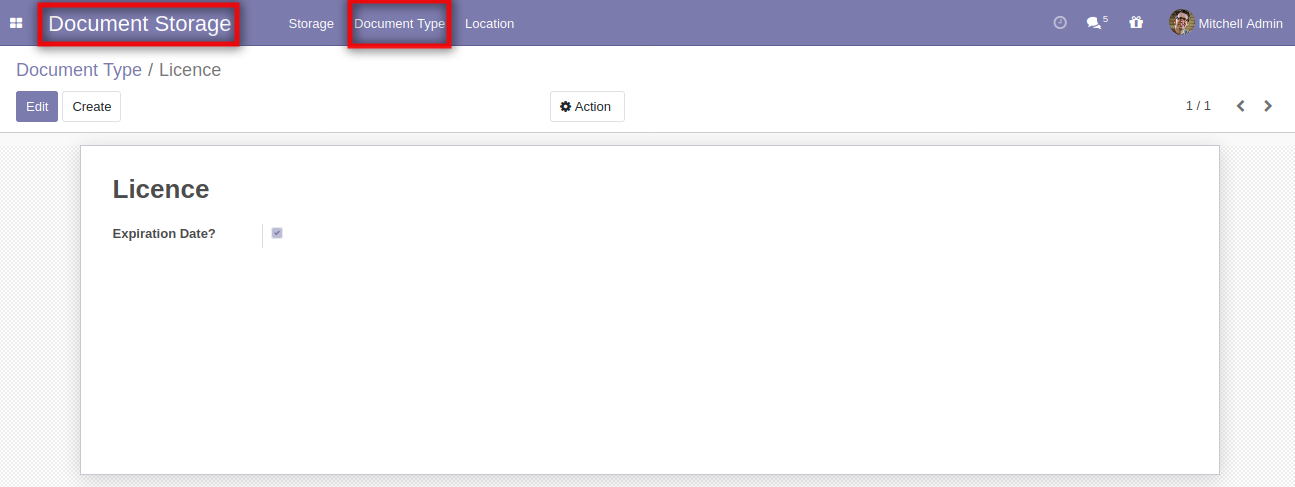 Document Storage Storage Document Type Location 5 Mitchell Admin
Document Type / Licence
Edit Create Action 1 / 1
Licence
Expiration Date?